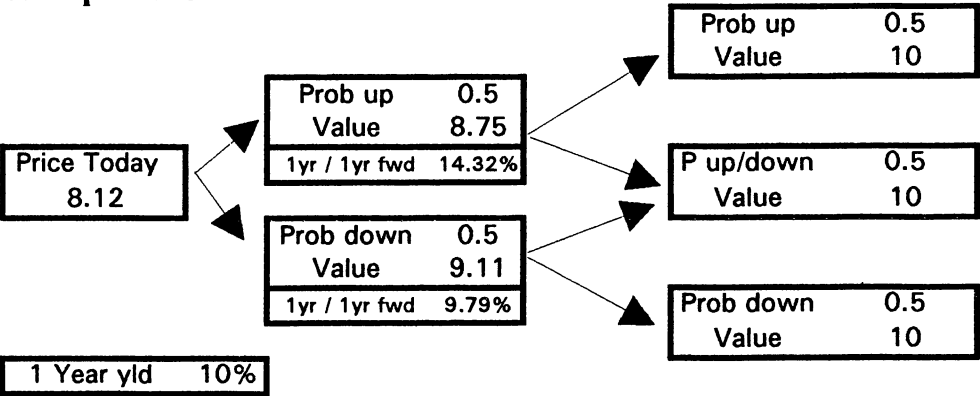 Prob up 0.5
Value 10
Prob up 0.5
Value 8.75
1yr / 1yr fwd 14.32%
Price Today
8.12
P up/down 0.5
Value 10
Prob down 0.5
Value 9.11
1yr / 1yr fwd 9.79%
Prob down 0.5
Value 10
1 Year yld 10%